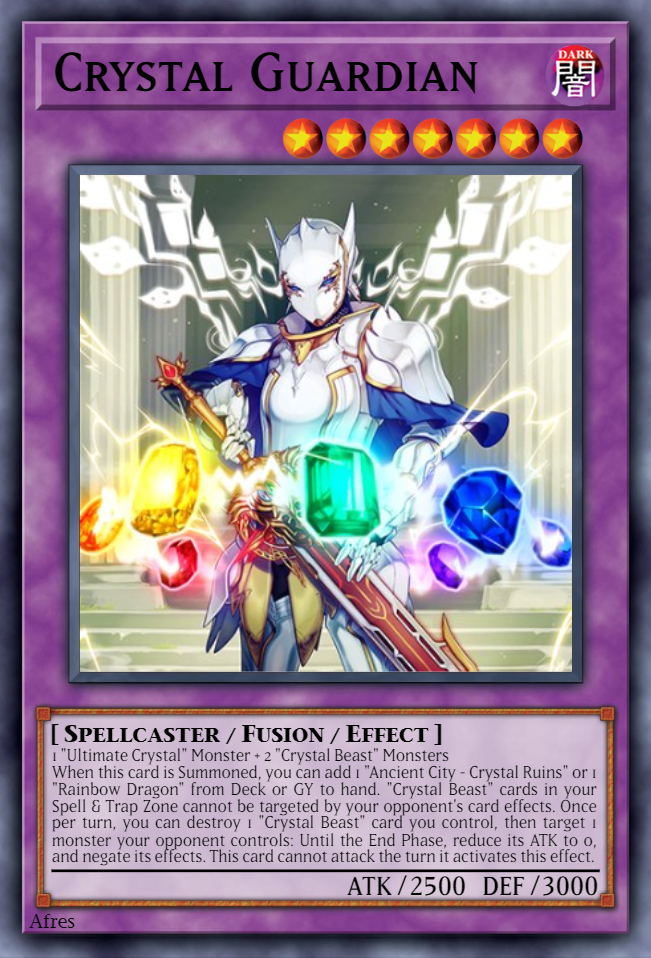 Crystal Guardian
DARK
闇
[ Spellcaster / Fusion / Effect ]
1 "Ultimate Crystal" Monster + 2 "Crystal Beast" Monsters
When this card is Summoned, you can add 1 "Ancient City - Crystal Ruins" or 1
"Rainbow Dragon" from Deck or GY to hand. "Crystal Beast" cards in your
Spell & Trap Zone cannot be targeted by your opponent's card effects. Once
per turn, you can destroy 1 "Crystal Beast" card you control, then target 1
monster your opponent controls: Until the End Phase, reduce its ATK to 0,
and negate its effects. This card cannot attack the turn it activates this effect.
ATK / 2500 DEF / 3000
Afres